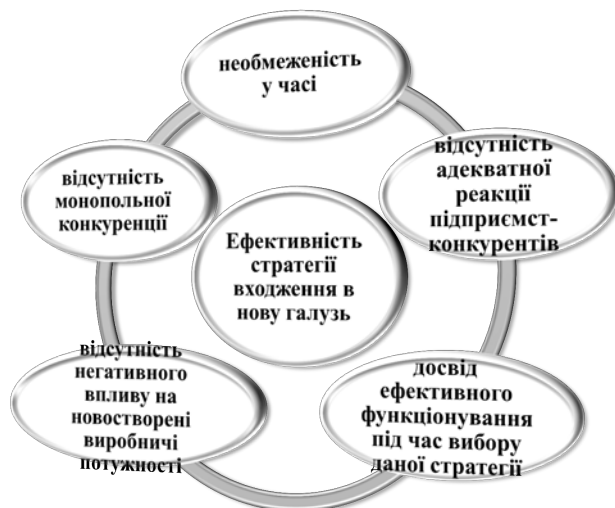 необмеженість
у часі
відсутність
адекватної
реакції
підприємст-
конкурентів
відсутність
монопольної
конкуренції
Ефективність
стратегії
входження в
нову галузь
відсутність
негативного
впливу на
новостворені
виробничі
потужності
досвід
ефективного
функціонування
під час вибору
даної стратегії